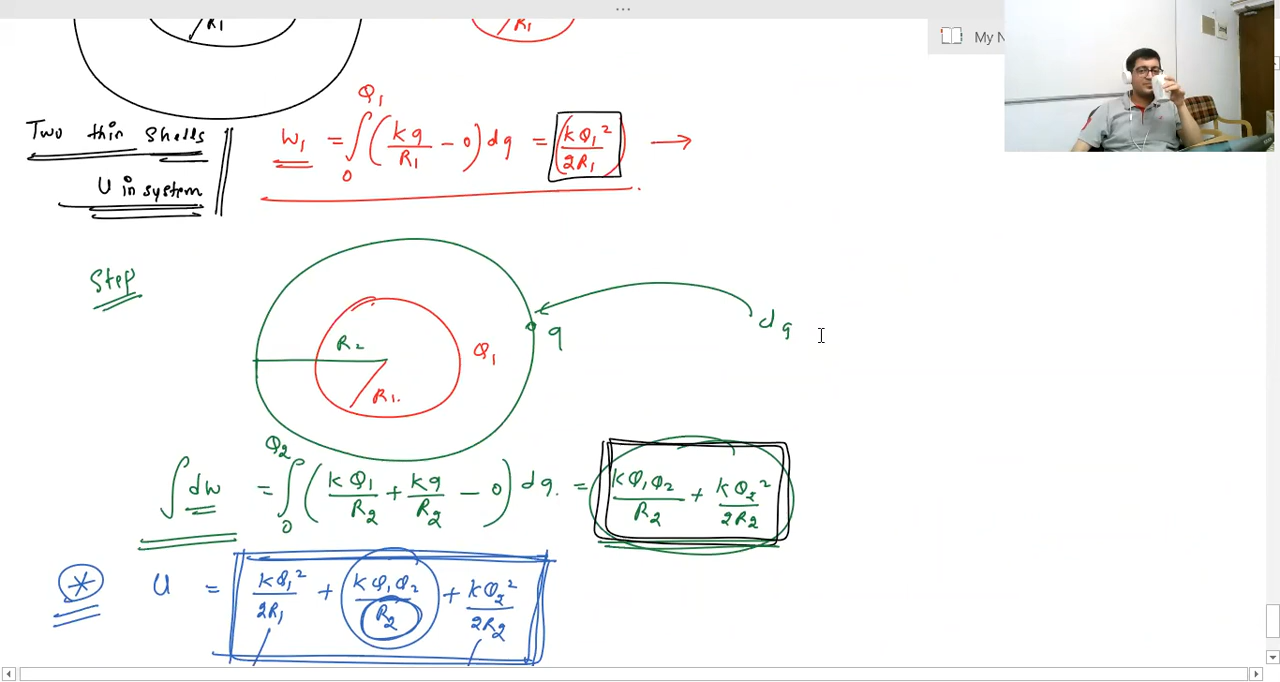 ...
R₁
R₁
My N
Two thin Shells
U in system
W₁ = ∫₀^Q₁ (kq/R₁ − 0) dq = (kQ₁²/2R₁) →
Step
R₂
Q₁
R₁.
q
dq
∫dw = ∫₀^Q₂ (kQ₁/R₂ + kq/R₂ − 0) dq. = kQ₁Q₂/R₂ + kQ₂²/2R₂
* U = kQ₁²/2R₁ + kQ₁Q₂/R₂ + kQ₂²/2R₂